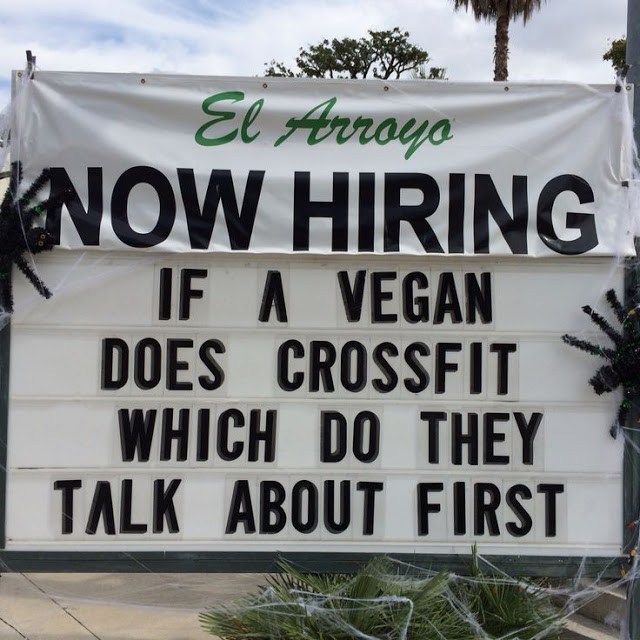 El Arroyo
NOW HIRING
IF A VEGAN
DOES CROSSFIT
WHICH DO THEY
TALK ABOUT FIRST